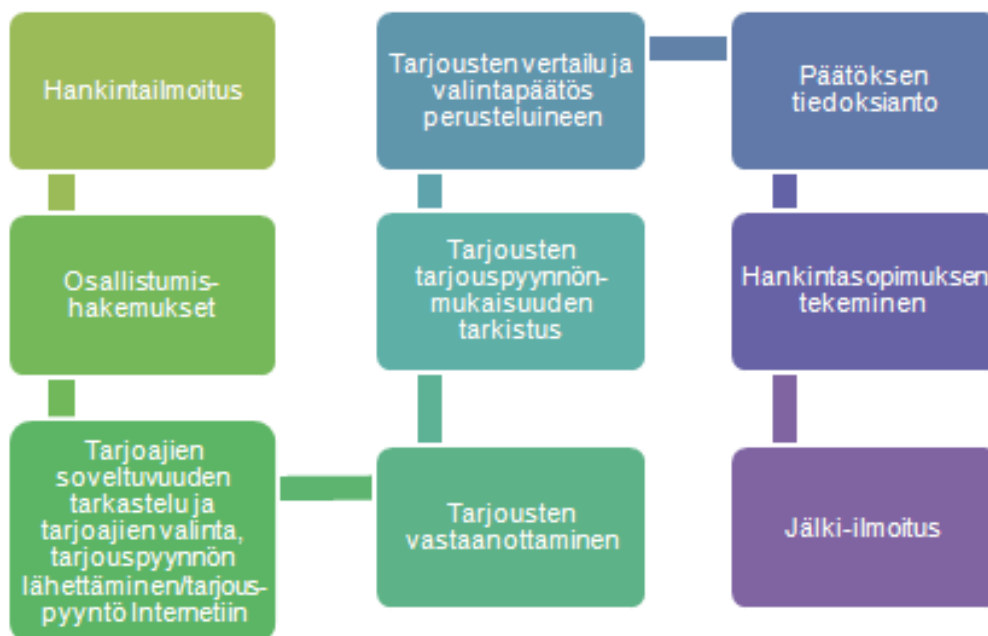 Hankintailmoitus
Osallistumis-
hakemukset
Tarjoajien
soveltuvuuden
tarkastelu ja
tarjoajien valinta,
tarjouspyynnön
lähettäminen/tarjous-
pyyntö Internetiin
Tarjousten
vastaanottaminen
Tarjousten
tarjouspyynnön-
mukaisuuden
tarkistus
Tarjousten vertailu ja
valintapäätös
perusteluineen
Päätöksen
tiedoksianto
Hankintasopimuksen
tekeminen
Jälki-ilmoitus